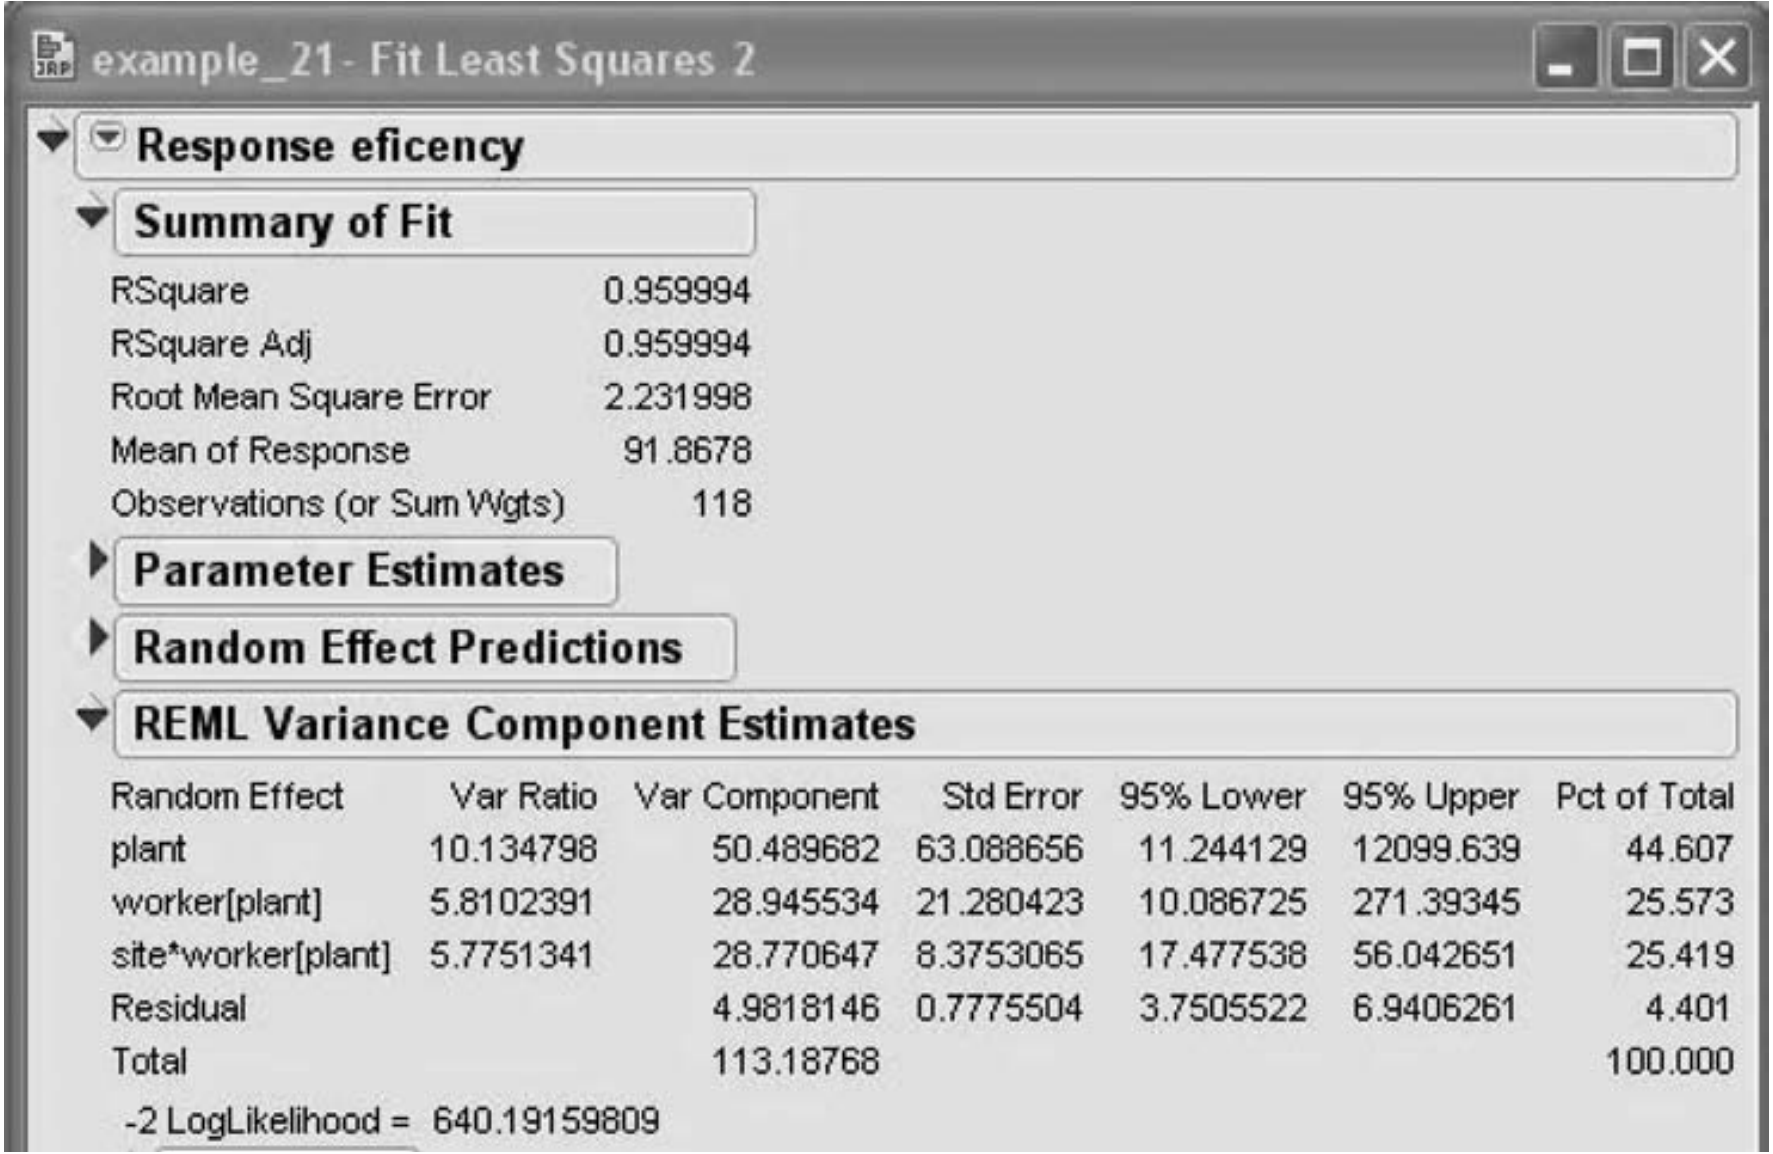 example_21- Fit Least Squares 2
Response eficency
Summary of Fit
RSquare 0.959994
RSquare Adj 0.959994
Root Mean Square Error 2.231998
Mean of Response 91.8678
Observations (or Sum Wgts) 118
Parameter Estimates
Random Effect Predictions
REML Variance Component Estimates
Random Effect Var Ratio Var Component Std Error 95% Lower 95% Upper Pct of Total
plant 10.134798 50.489682 63.088656 11.244129 12099.639 44.607
worker[plant] 5.8102391 28.945534 21.280423 10.086725 271.39345 25.573
site*worker[plant] 5.7751341 28.770647 8.3753065 17.477538 56.042651 25.419
Residual 4.9818146 0.7775504 3.7505522 6.9406261 4.401
Total 113.18768 100.000
-2 LogLikelihood = 640.19159809